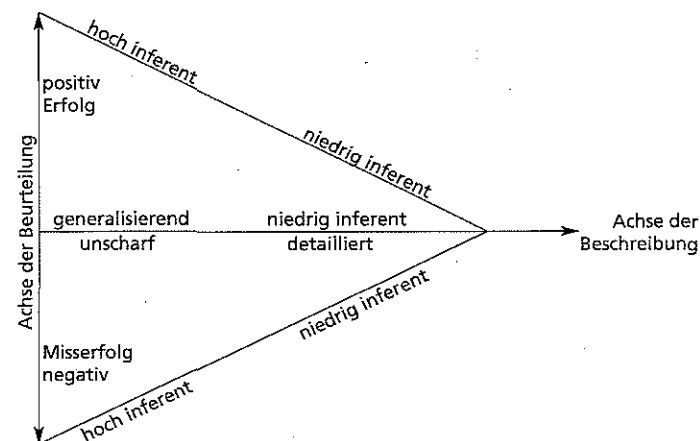 hoch inferent
positiv
Erfolg
niedrig inferent
Achse der Beurteilung
generalisierend
niedrig inferent
unscharf
detailliert
Achse der
Beschreibung
niedrig inferent
Misserfolg
negativ
hoch inferent